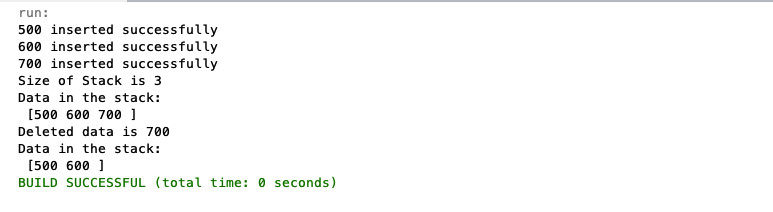 run:
500 inserted successfully
600 inserted successfully
700 inserted successfully
Size of Stack is 3
Data in the stack:
[500 600 700 ]
Deleted data is 700
Data in the stack:
[500 600 ]
BUILD SUCCESSFUL (total time: 0 seconds)